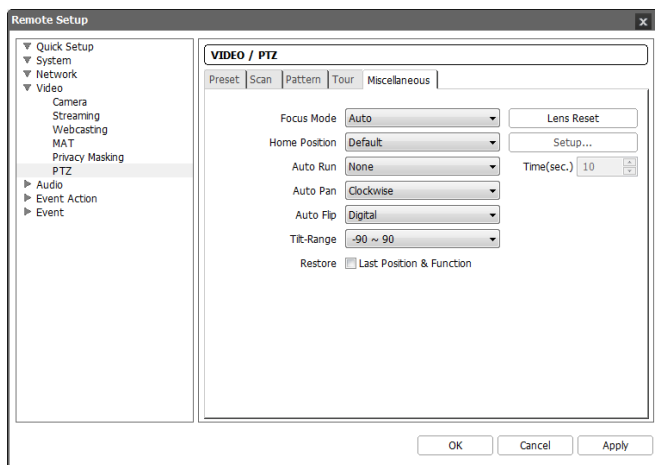 Remote Setup
Quick Setup
System
Network
Video
Camera
Streaming
Webcasting
MAT
Privacy Masking
PTZ
Audio
Event Action
Event
VIDEO / PTZ
Preset Scan Pattern Tour Miscellaneous
Focus Mode Auto Lens Reset
Home Position Default Setup...
Auto Run None Time(sec.) 10
Auto Pan Clockwise
Auto Flip Digital
Tilt-Range -90 ~ 90
Restore Last Position & Function
OK Cancel Apply